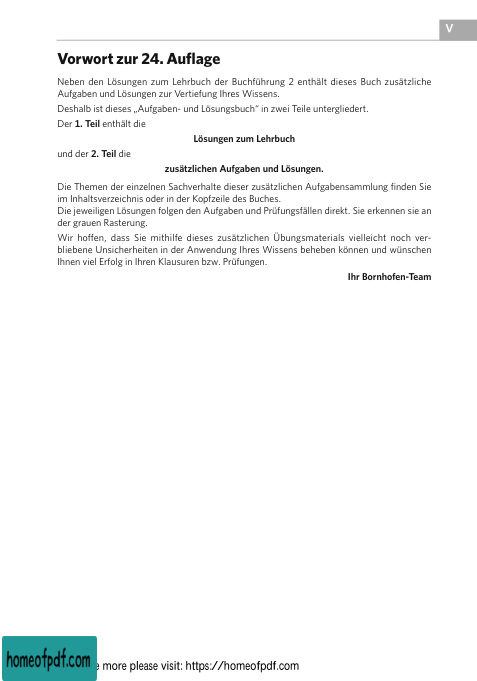 V
Vorwort zur 24. Auflage
Neben den Lösungen zum Lehrbuch der Buchführung 2 enthält dieses Buch zusätzliche
Aufgaben und Lösungen zur Vertiefung Ihres Wissens.
Deshalb ist dieses „Aufgaben- und Lösungsbuch“ in zwei Teile untergliedert.
Der 1. Teil enthält die
Lösungen zum Lehrbuch
und der 2. Teil die
zusätzlichen Aufgaben und Lösungen.
Die Themen der einzelnen Sachverhalte dieser zusätzlichen Aufgabensammlung finden Sie
im Inhaltsverzeichnis oder in der Kopfzeile des Buches.
Die jeweiligen Lösungen folgen den Aufgaben und Prüfungsfällen direkt. Sie erkennen sie an
der grauen Rasterung.
Wir hoffen, dass Sie mithilfe dieses zusätzlichen Übungsmaterials vielleicht noch ver-
bliebene Unsicherheiten in der Anwendung Ihres Wissens beheben können und wünschen
Ihnen viel Erfolg in Ihren Klausuren bzw. Prüfungen.
Ihr Bornhofen-Team
homeofpdf.com
e more please visit: https://homeofpdf.com